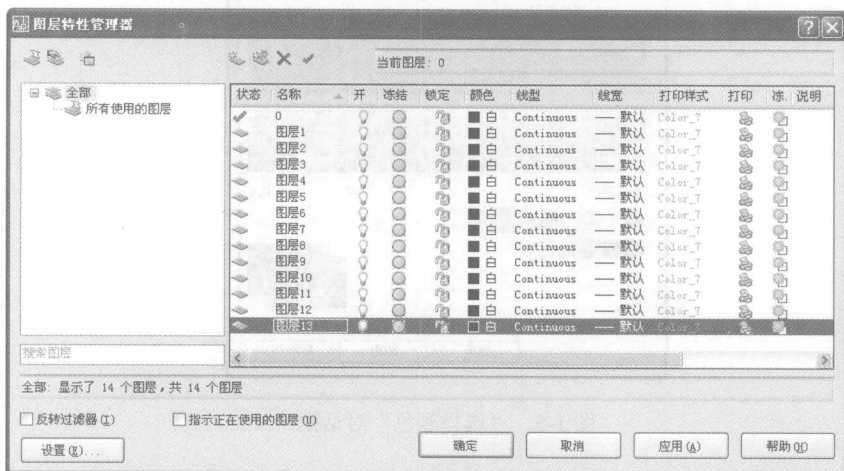 图层特性管理器
当前图层: 0
全部
所有使用的图层
状态 名称 开 冻结 锁定 颜色 线型 线宽 打印样式 打印 冻. 说明
0 白 Continuous 默认 Color_7
图层1 白 Continuous 默认 Color_7
图层2 白 Continuous 默认 Color_7
图层3 白 Continuous 默认 Color_7
图层4 白 Continuous 默认 Color_7
图层5 白 Continuous 默认 Color_7
图层6 白 Continuous 默认 Color_7
图层7 白 Continuous 默认 Color_7
图层8 白 Continuous 默认 Color_7
图层9 白 Continuous 默认 Color_7
图层10 白 Continuous 默认 Color_7
图层11 白 Continuous 默认 Color_7
图层12 白 Continuous 默认 Color_7
图层13 白 Continuous 默认 Color_7
搜索图层
全部: 显示了 14 个图层，共 14 个图层
反转过滤器(I) 指示正在使用的图层(U)
设置(E)... 确定 取消 应用(A) 帮助(H)